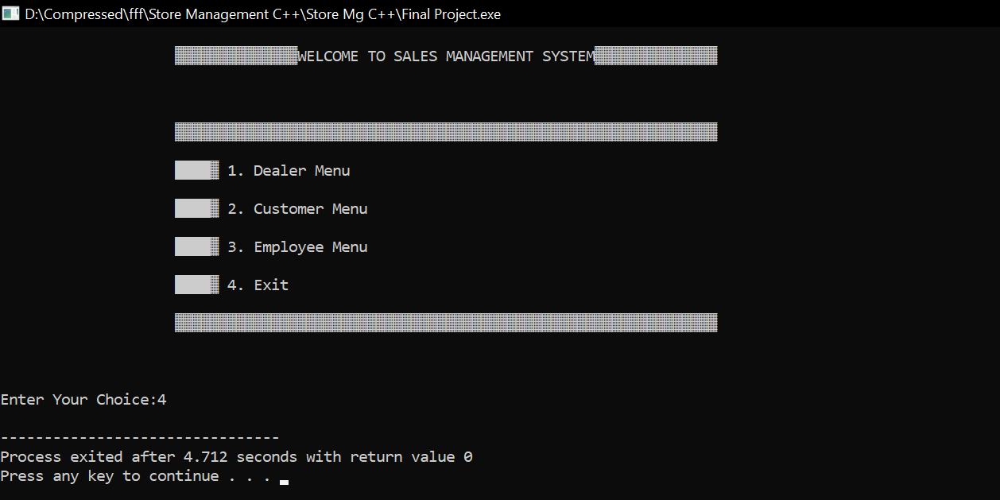 D:\Compressed\fff\Store Management C++\Store Mg C++\Final Project.exe
WELCOME TO SALES MANAGEMENT SYSTEM
1. Dealer Menu
2. Customer Menu
3. Employee Menu
4. Exit
Enter Your Choice:4
--------------------------------
Process exited after 4.712 seconds with return value 0
Press any key to continue . . .